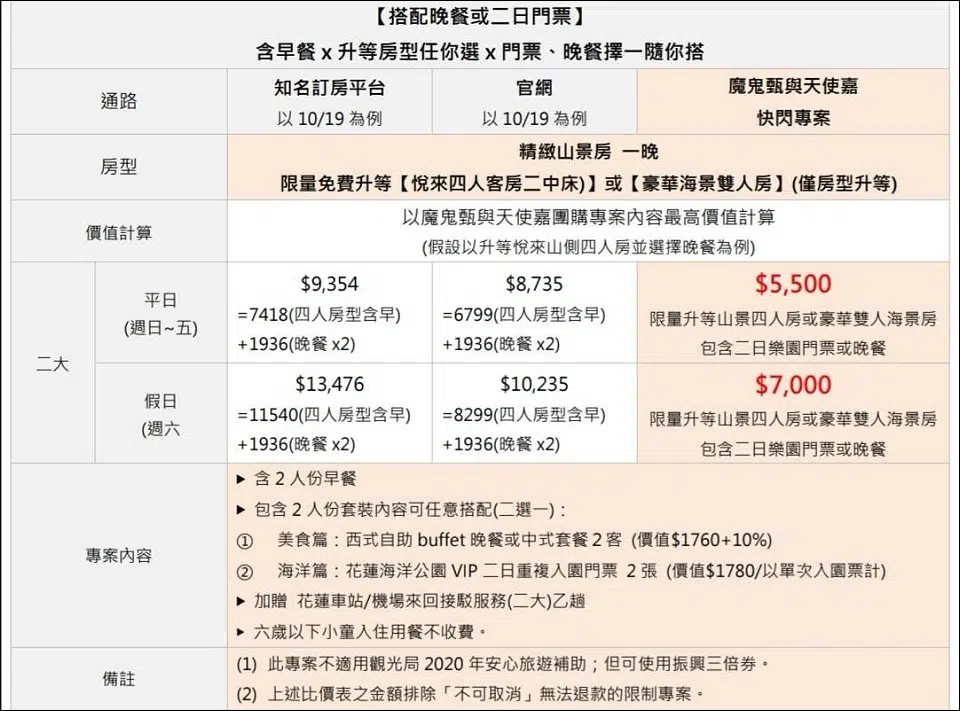 【搭配晚餐或二日門票】
含早餐 x 升等房型任你選 x 門票、晚餐擇一隨你搭
通路
知名訂房平台
以 10/19 為例
官網
以 10/19 為例
魔鬼甄與天使嘉
快閃專案
房型
精緻山景房 一晚
限量免費升等【悅來四人客房二中床)】或【豪華海景雙人房】(僅房型升等)
價值計算
以魔鬼甄與天使嘉團購專案內容最高價值計算
(假設以升等悅來山側四人房並選擇晚餐為例)
二大
平日
(週日~五)
$9,354
=7418(四人房型含早)
+1936(晚餐 x2)
$8,735
=6799(四人房型含早)
+1936(晚餐 x2)
$5,500
限量升等山景四人房或豪華雙人海景房
包含二日樂園門票或晚餐
假日
(週六
$13,476
=11540(四人房型含早)
+1936(晚餐 x2)
$10,235
=8299(四人房型含早)
+1936(晚餐 x2)
$7,000
限量升等山景四人房或豪華雙人海景房
包含二日樂園門票或晚餐
專案內容
▶ 含 2 人份早餐
▶ 包含 2 人份套裝內容可任意搭配(二選一)：
① 美食篇：西式自助 buffet 晚餐或中式套餐 2 客 (價值$1760+10%)
② 海洋篇：花蓮海洋公園 VIP 二日重複入園門票 2 張 (價值$1780/以單次入園票計)
▶ 加贈 花蓮車站/機場來回接駁服務(二大)乙趟
▶ 六歲以下小童入住用餐不收費。
備註
(1) 此專案不適用觀光局 2020 年安心旅遊補助；但可使用振興三倍券。
(2) 上述比價表之金額排除「不可取消」無法退款的限制專案。